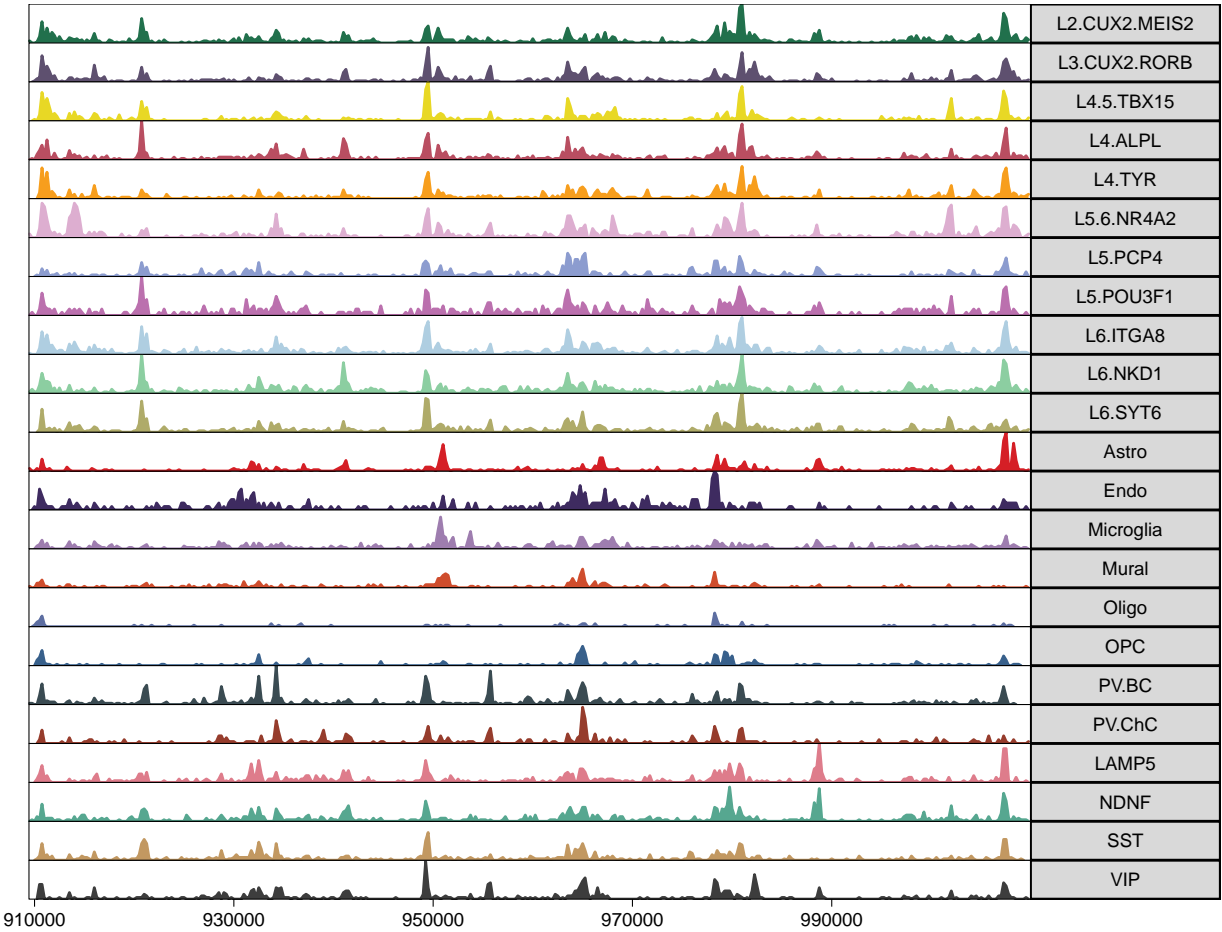 L2.CUX2.MEIS2
L3.CUX2.RORB
L4.5.TBX15
L4.ALPL
L4.TYR
L5.6.NR4A2
L5.PCP4
L5.POU3F1
L6.ITGA8
L6.NKD1
L6.SYT6
Astro
Endo
Microglia
Mural
Oligo
OPC
PV.BC
PV.ChC
LAMP5
NDNF
SST
VIP
910000 930000 950000 970000 990000